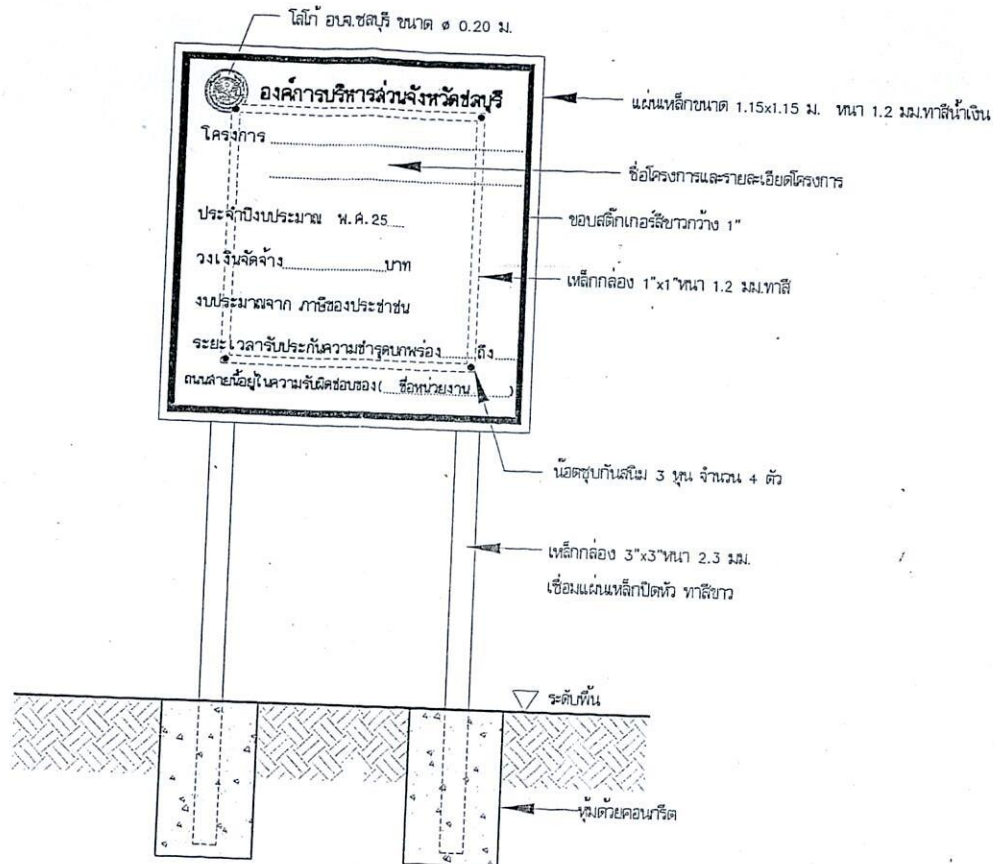 โลโก้ อบจ.ชลบุรี ขนาด ø 0.20 ม.
องค์การบริหารส่วนจังหวัดชลบุรี
แผ่นเหล็กขนาด 1.15x1.15 ม. หนา 1.2 มม.ทาสีน้ำเงิน
โครงการ
ชื่อโครงการและรายละเอียดโครงการ
ประจำปีงบประมาณ พ.ศ.25....
ขอบสติ๊กเกอร์สีขาวกว้าง 1"
วงเงินจัดจ้าง....................บาท
เหล็กกล่อง 1"x1"หนา 1.2 มม.ทาสี
งบประมาณจาก ภาษีของประชาชน
ระยะเวลารับประกันความชำรุดบกพร่อง........ถึง....
ถนนสายนี้อยู่ในความรับผิดชอบของ(....ชื่อหน่วยงาน........)
น๊อตชุบกันสนิม 3 หุน จำนวน 4 ตัว
เหล็กกล่อง 3"x3"หนา 2.3 มม.
เชื่อมแผ่นเหล็กปิดหัว ทาสีขาว
ระดับพื้น
หุ้มด้วยคอนกรีต